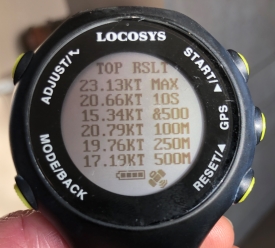 LOCOSYS
ADJUST/
START/◀
TOP RSLT
23.13KT MAX
20.66KT 10S
15.34KT &500
20.79KT 100M
19.76KT 250M
17.19KT 500M
GPS
MODE/BACK
RESET/▲